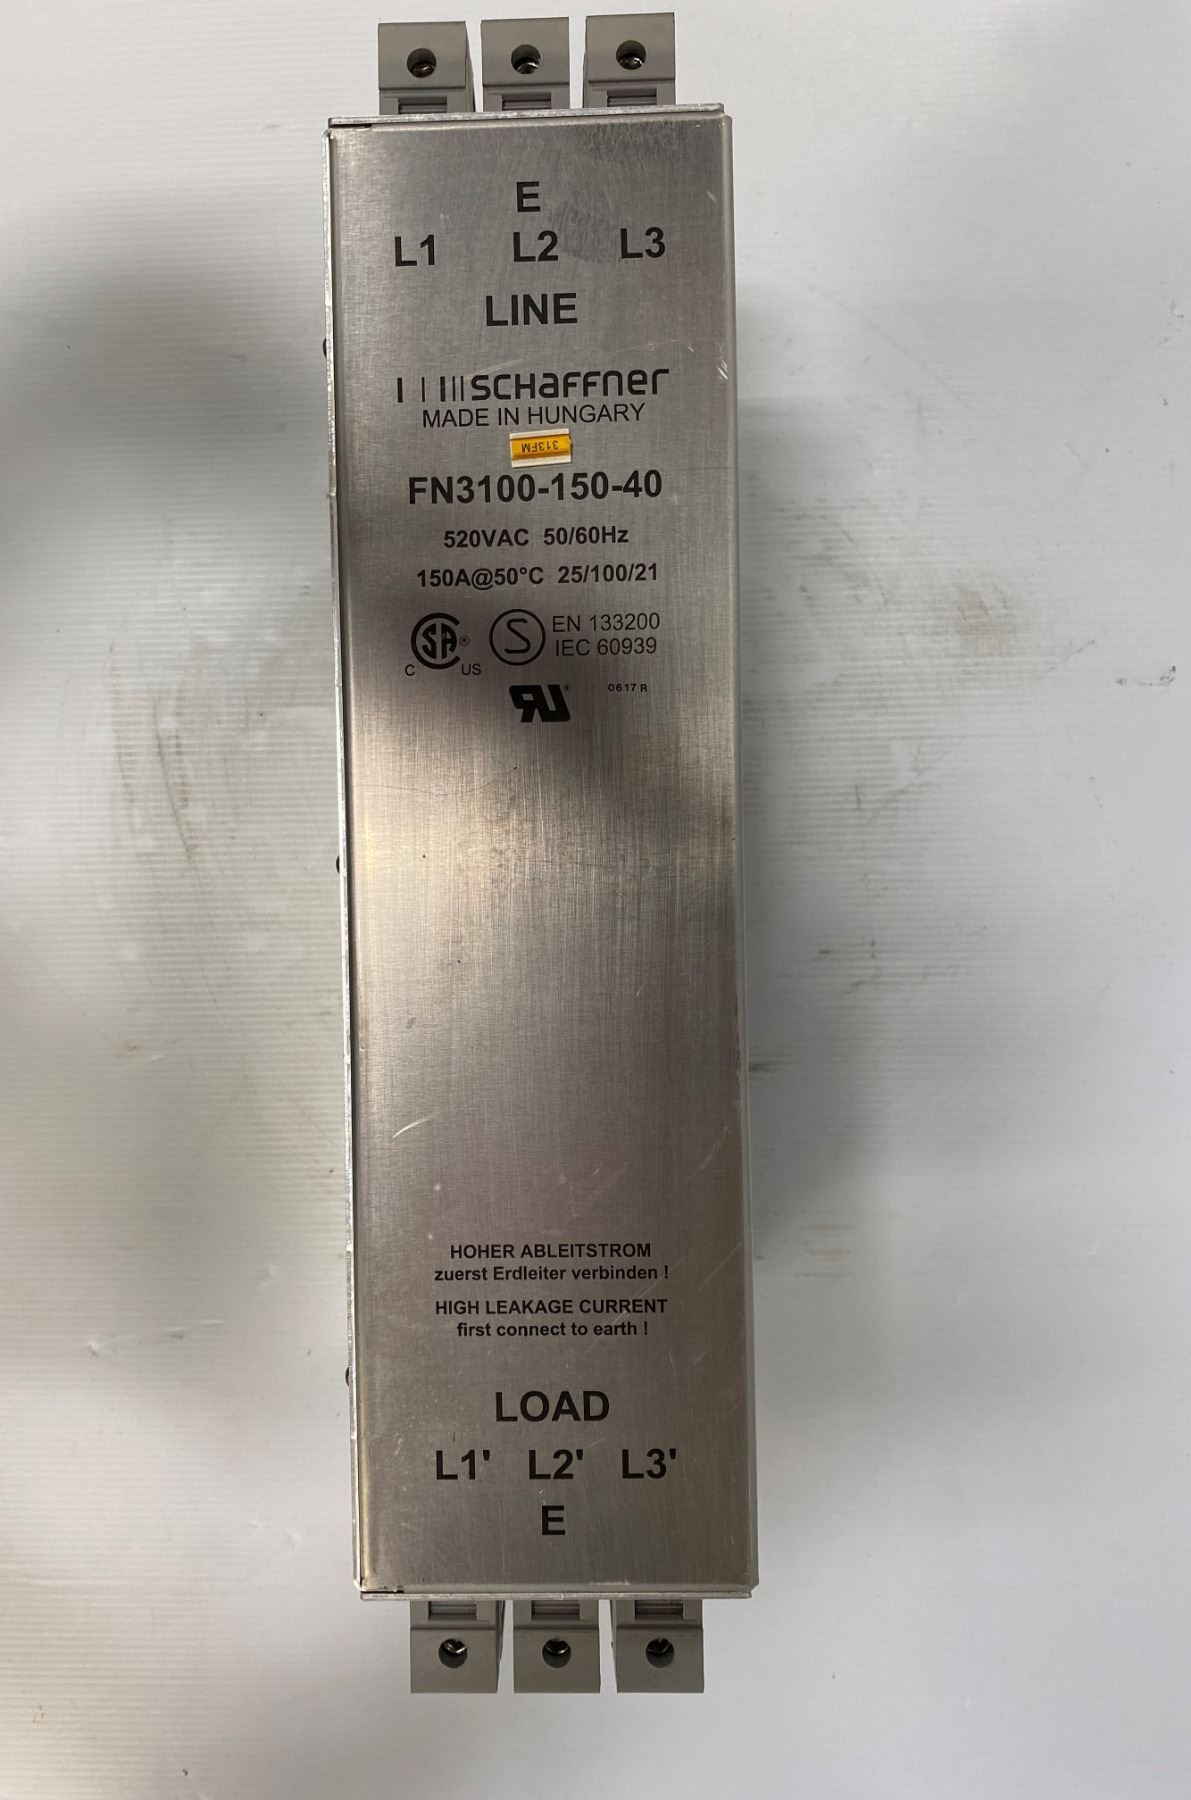 E
L1 L2 L3
LINE
SCHAFFNER
MADE IN HUNGARY
313FM
FN3100-150-40
520VAC 50/60Hz
150A@50°C 25/100/21
C SA ® US S EN 133200
IEC 60939
UR ® 0617 R
HOHER ABLEITSTROM
zuerst Erdleiter verbinden !
HIGH LEAKAGE CURRENT
first connect to earth !
LOAD
L1' L2' L3'
E